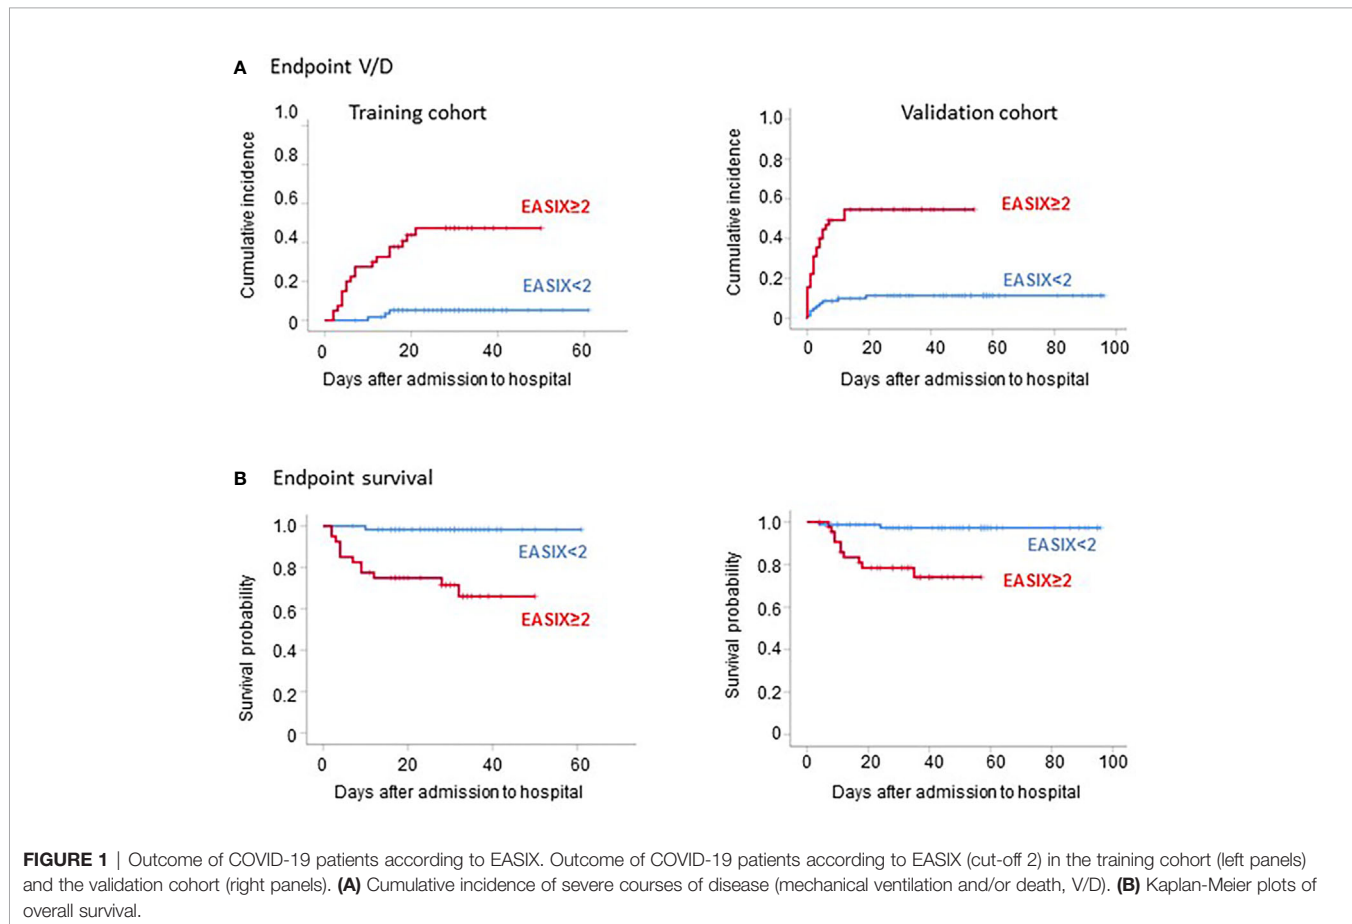 A Endpoint V/D
Training cohort
Cumulative incidence
1.0
0.8
0.6
0.4
0.2
0
EASIX≥2
EASIX<2
0 20 40 60
Days after admission to hospital
Validation cohort
Cumulative incidence
1.0
0.8
0.6
0.4
0.2
0
EASIX≥2
EASIX<2
0 20 40 60 80 100
Days after admission to hospital
B Endpoint survival
Survival probability
1.0
0.8
0.6
0.4
0.2
0
EASIX<2
EASIX≥2
0 20 40 60
Days after admission to hospital
Survival probability
1.0
0.8
0.6
0.4
0.2
0
EASIX<2
EASIX≥2
0 20 40 60 80 100
Days after admission to hospital
FIGURE 1 | Outcome of COVID-19 patients according to EASIX. Outcome of COVID-19 patients according to EASIX (cut-off 2) in the training cohort (left panels)
and the validation cohort (right panels). (A) Cumulative incidence of severe courses of disease (mechanical ventilation and/or death, V/D). (B) Kaplan-Meier plots of
overall survival.